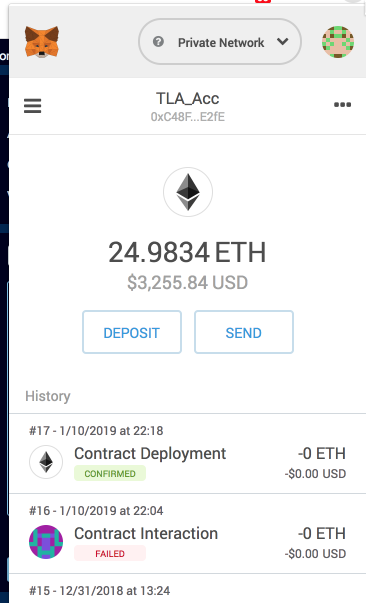 Private Network
TLA_Acc
0xC48F...E2fE
24.9834 ETH
$3,255.84 USD
DEPOSIT
SEND
History
#17 - 1/10/2019 at 22:18
Contract Deployment
-0 ETH
CONFIRMED
-$0.00 USD
#16 - 1/10/2019 at 22:04
Contract Interaction
-0 ETH
FAILED
-$0.00 USD
#15 - 12/31/2018 at 13:24